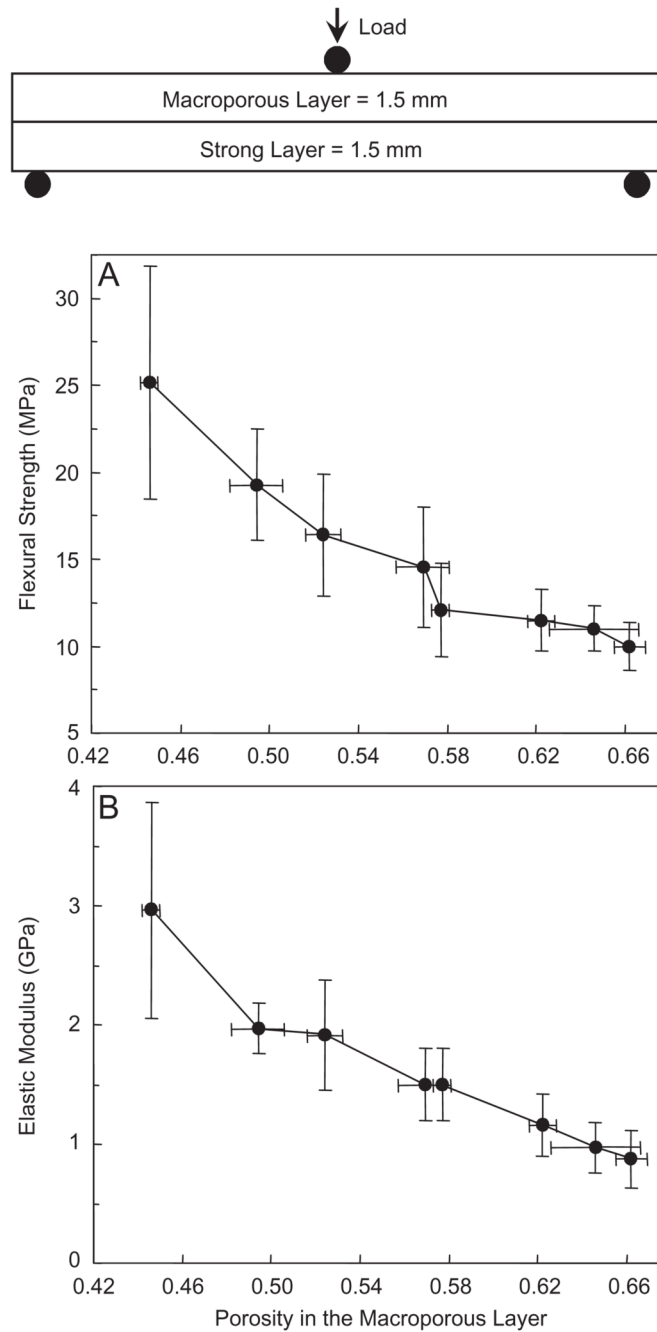 Load
Macroporous Layer = 1.5 mm
Strong Layer = 1.5 mm
A
Flexural Strength (MPa)
30
25
20
15
10
5
0.42 0.46 0.50 0.54 0.58 0.62 0.66
B
Elastic Modulus (GPa)
4
3
2
1
0
0.42 0.46 0.50 0.54 0.58 0.62 0.66
Porosity in the Macroporous Layer